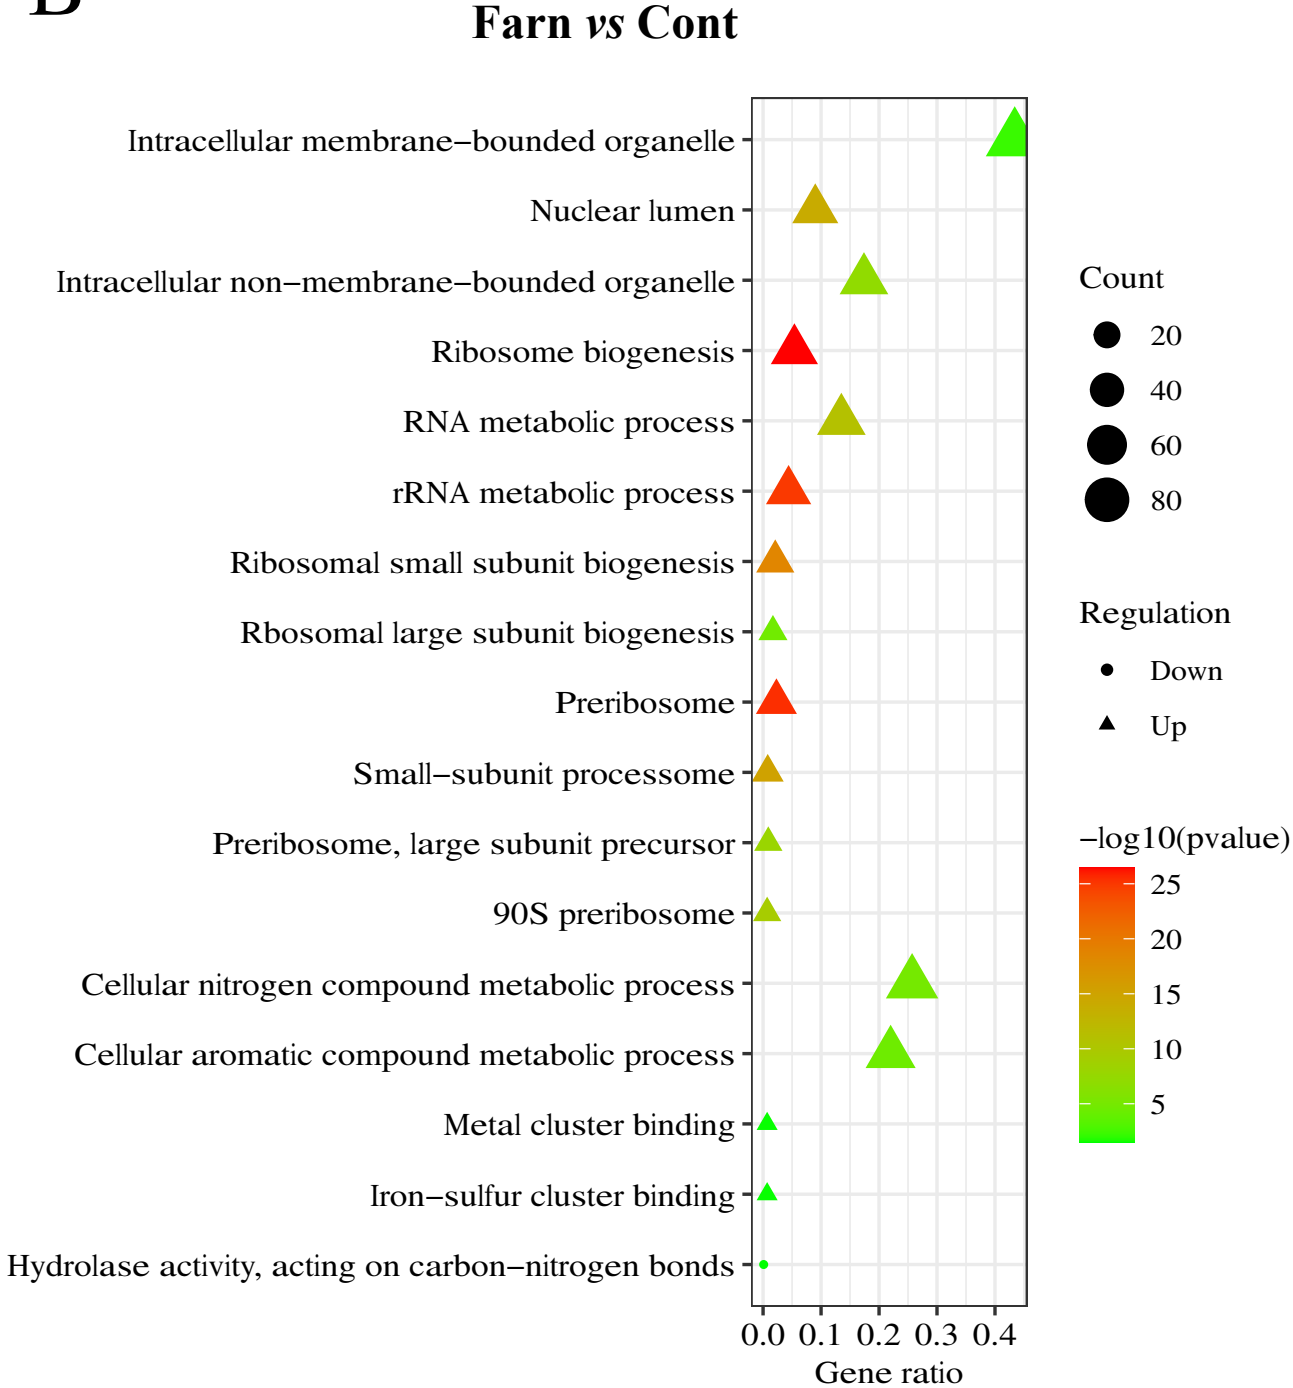 B
Farn vs Cont
Intracellular membrane−bounded organelle
Nuclear lumen
Intracellular non−membrane−bounded organelle
Ribosome biogenesis
RNA metabolic process
rRNA metabolic process
Ribosomal small subunit biogenesis
Rbosomal large subunit biogenesis
Preribosome
Small−subunit processome
Preribosome, large subunit precursor
90S preribosome
Cellular nitrogen compound metabolic process
Cellular aromatic compound metabolic process
Metal cluster binding
Iron−sulfur cluster binding
Hydrolase activity, acting on carbon−nitrogen bonds
0.0 0.1 0.2 0.3 0.4
Gene ratio
Count
20
40
60
80
Regulation
Down
Up
−log10(pvalue)
25
20
15
10
5